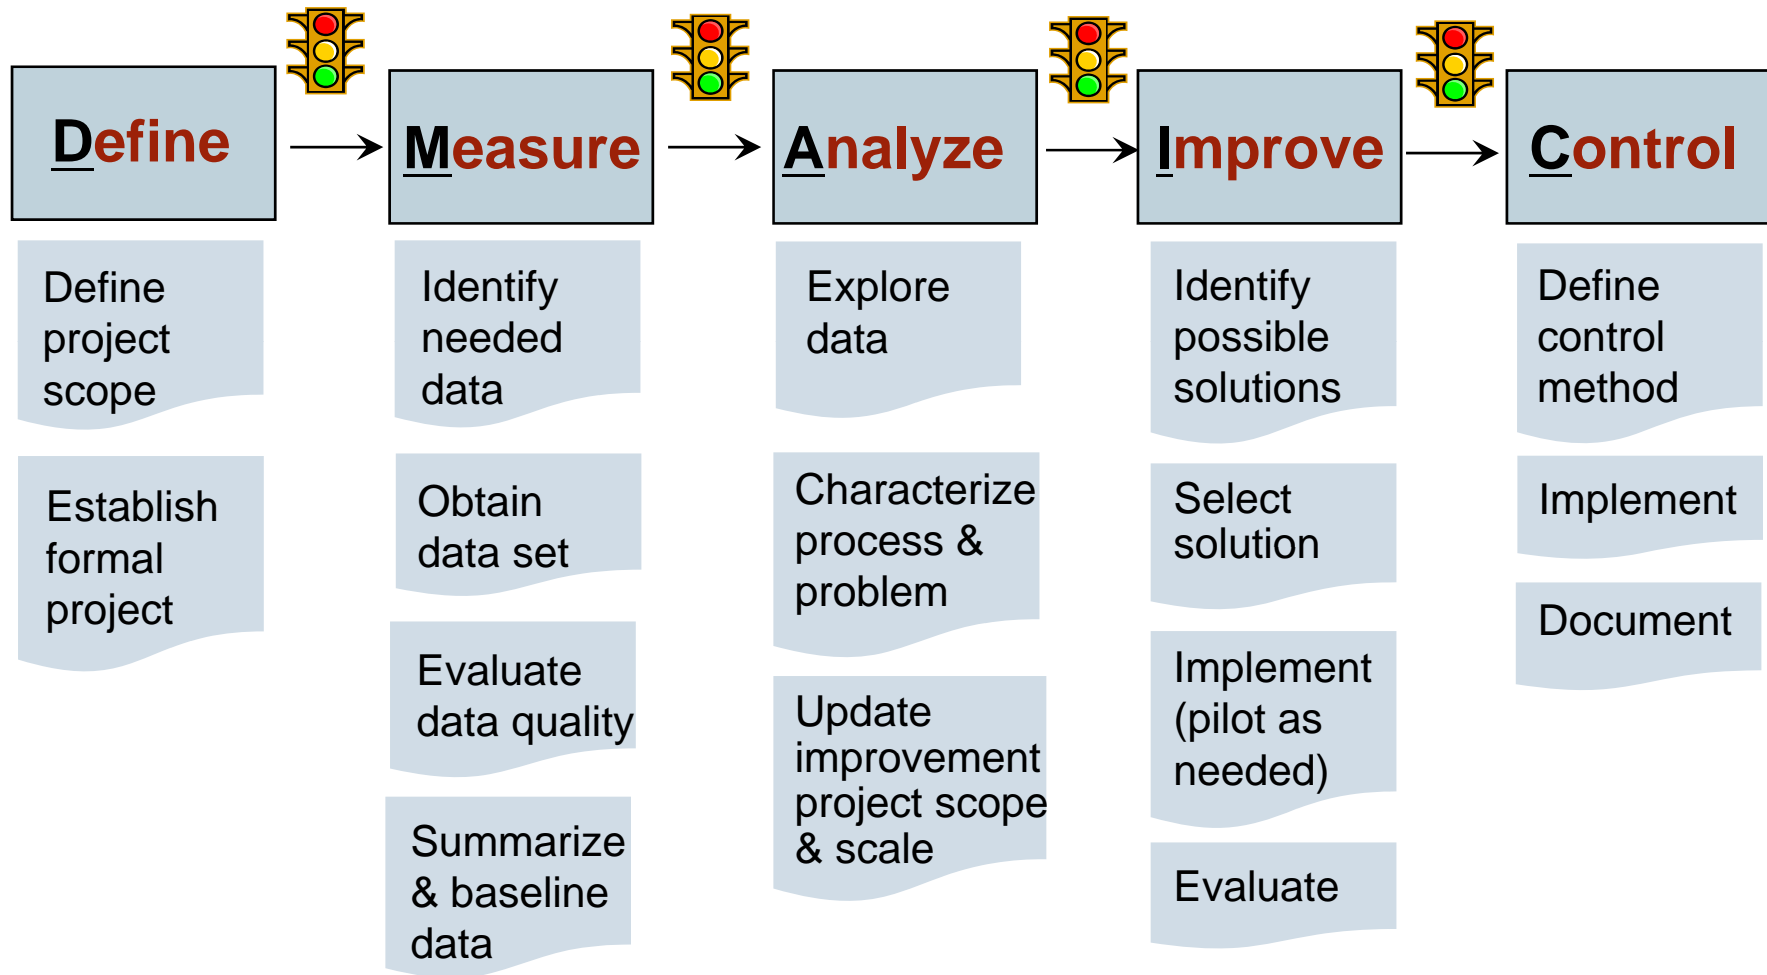 Define
Measure
Analyze
Improve
Control
Define
project
scope
Establish
formal
project
Identify
needed
data
Obtain
data set
Evaluate
data quality
Summarize
& baseline
data
Explore
data
Characterize
process &
problem
Update
improvement
project scope
& scale
Identify
possible
solutions
Select
solution
Implement
(pilot as
needed)
Evaluate
Define
control
method
Implement
Document